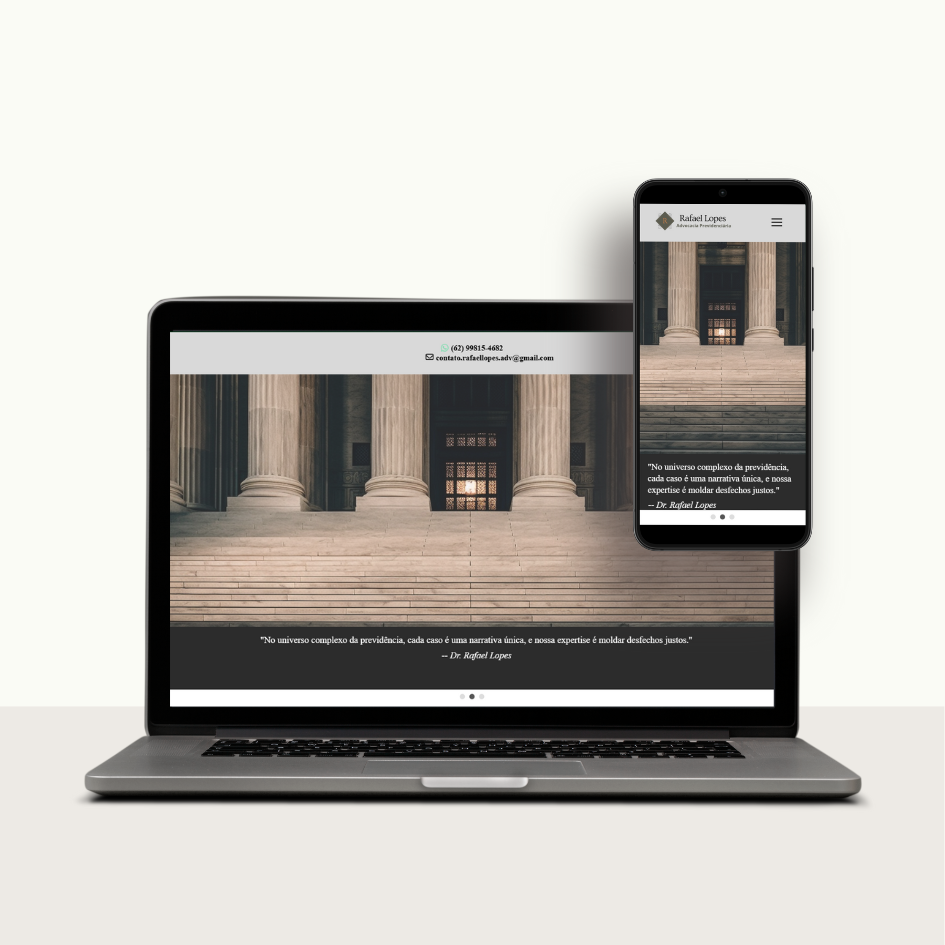 (62) 99815-4682
contato.rafaellopes.adv@gmail.com
"No universo complexo da previdência, cada caso é uma narrativa única, e nossa expertise é moldar desfechos justos."
-- Dr. Rafael Lopes
Rafael Lopes
Advocacia Previdenciária
"No universo complexo da previdência,
cada caso é uma narrativa única, e nossa
expertise é moldar desfechos justos."
-- Dr. Rafael Lopes